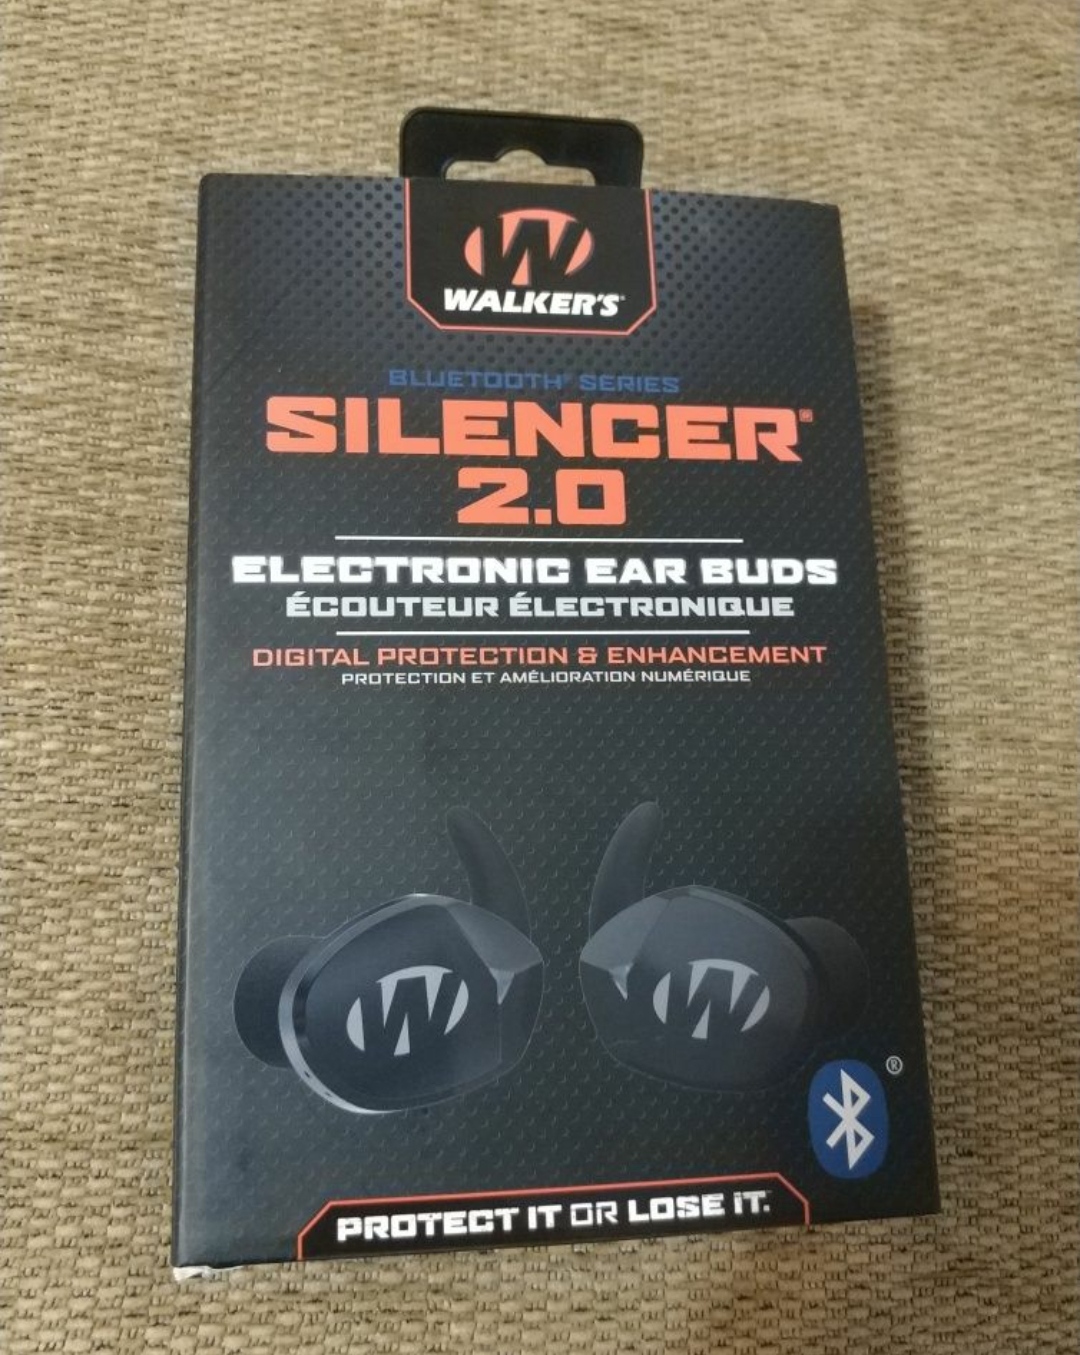 W
WALKER'S
BLUETOOTH® SERIES
SILENCER®
2.0
ELECTRONIC EAR BUDS
ÉCOUTEUR ÉLECTRONIQUE
DIGITAL PROTECTION & ENHANCEMENT
PROTECTION ET AMÉLIORATION NUMÉRIQUE
W W
®
PROTECT IT OR LOSE IT.